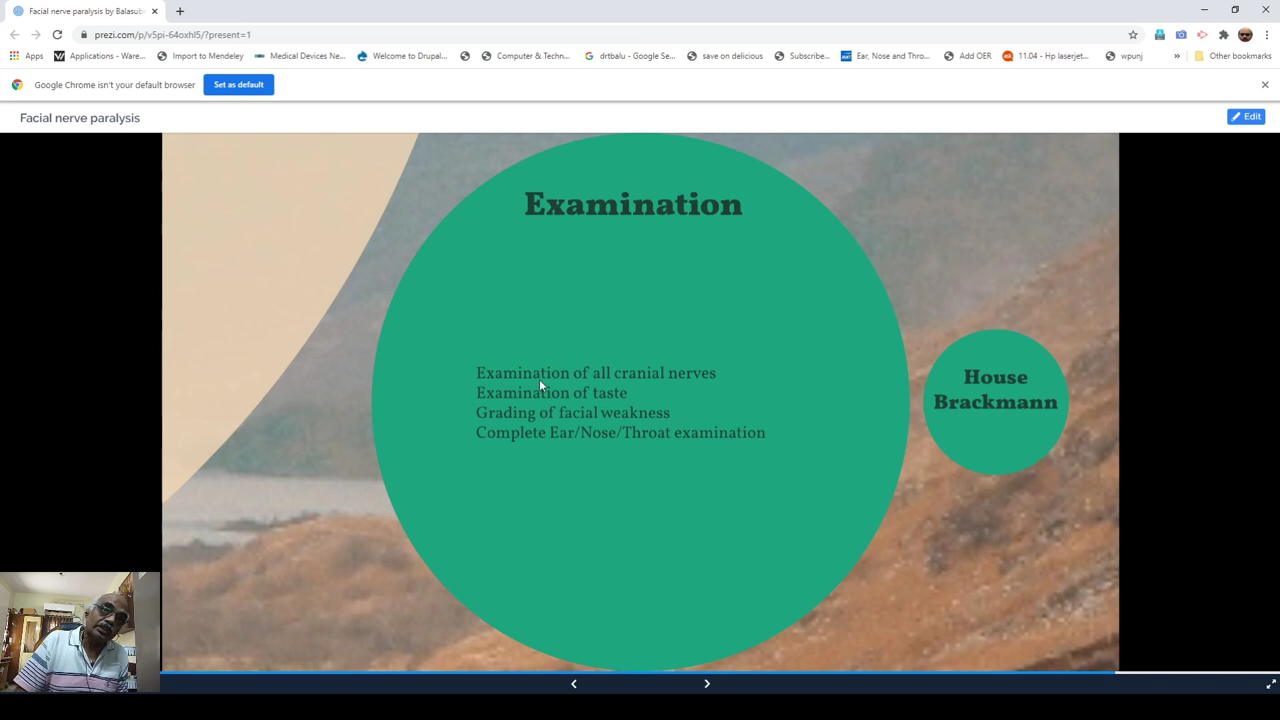 Facial nerve paralysis by Balasub
prezi.com/p/v5pi-64oxhl5/?present=1
Apps
Applications - Ware...
Import to Mendeley
Medical Devices Ne...
Welcome to Drupal...
Computer & Techn...
drtbalu - Google Se...
save on delicious
Subscribe...
Ear, Nose and Thro...
Add OER
11.04 - Hp laserjet...
wpunj
»
Other bookmarks
Google Chrome isn't your default browser
Set as default
Facial nerve paralysis
Edit
Examination
Examination of all cranial nerves
Examination of taste
Grading of facial weakness
Complete Ear/Nose/Throat examination
House
Brackmann